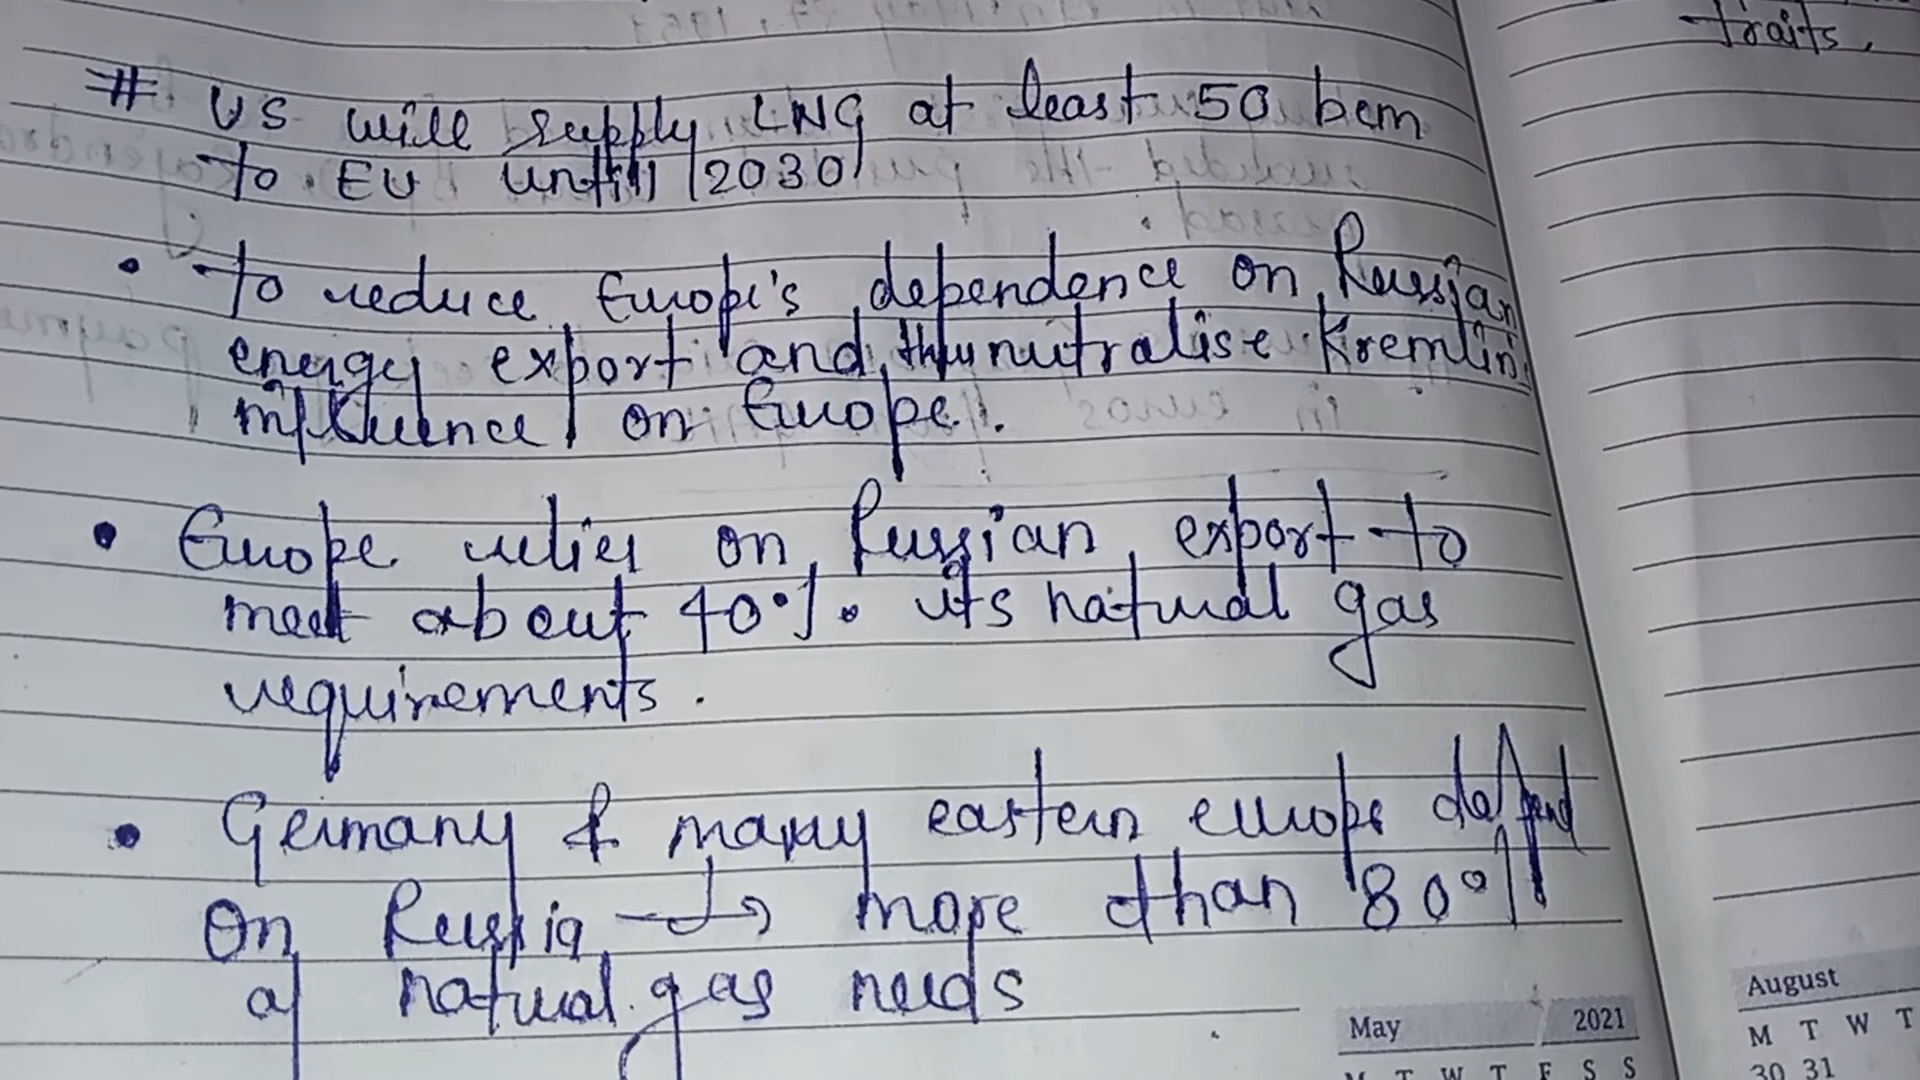 # US will supply LNG at least 50 bcm
to EU untill 2030
• To reduce Europe's dependence on Russian
energy export and thu nutralise Kremlin
influence on Europe.
• Europe relies on Russian export to
meet about 40% its natural gas
requirements.
• Germany & many eastern europe depend
on Russia → more than 80%
of natural gas needs
traits.
May 2021
M T W T F S S
August
M T W T
30 31